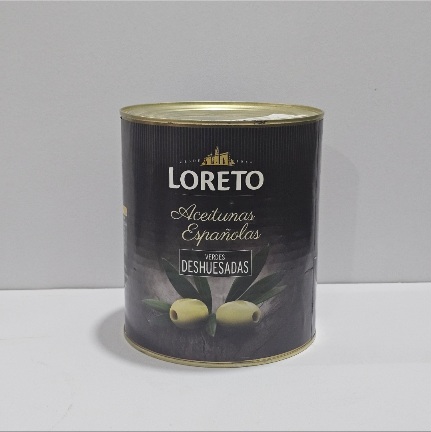 LORETO
Aceitunas
Españolas
VERDES
DESHUESADAS